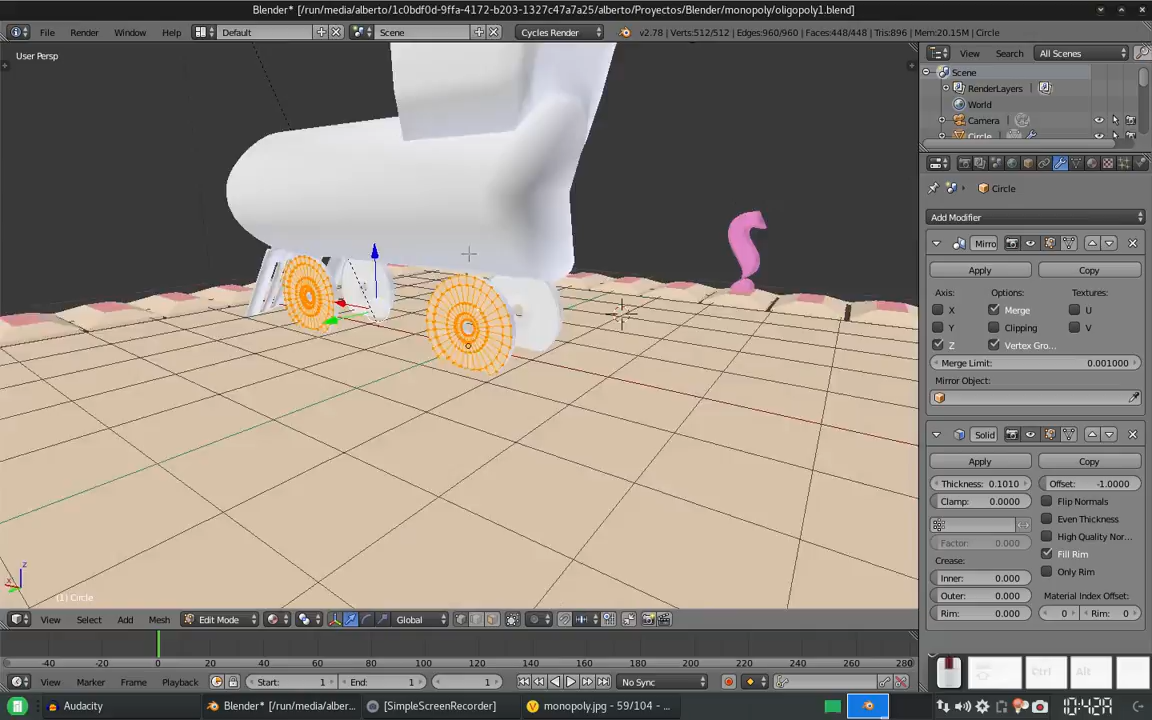 Blender* [/run/media/alberto/1c0bdf0d-9ffa-4172-b203-1327c47a7a25/alberto/Proyectos/Blender/monopoly/oligopoly1.blend]
File Render Window Help Default Scene Cycles Render v2.78 | Verts:512/512 | Edges:960/960 | Faces:448/448 | Tris:896 | Mem:20.15M | Circle
User Persp
View Search All Scenes
Scene
RenderLayers
World
Camera
Circle
Circle
Add Modifier
Mirro
Apply Copy
Axis: Options: Textures:
X Merge U
Y Clipping V
Z Vertex Gro...
Merge Limit: 0.001000
Mirror Object:
Solid
Apply Copy
Thickness: 0.1010 Offset: -1.0000
Clamp: 0.0000 Flip Normals
Even Thickness
Factor: 0.000 High Quality Nor...
Crease: Fill Rim
Inner: 0.000 Only Rim
Outer: 0.000 Material Index Offset:
Rim: 0.000 0 Rim: 0
z
x
(1) Circle
View Select Add Mesh Edit Mode Global
-40 -20 0 20 40 60 80 100 120 140 160 180 200 220 240 260 280
View Marker Frame Playback Start: 1 End: 1 1 No Sync
Ctrl Alt
Audacity Blender* [/run/media/alber... [SimpleScreenRecorder] monopoly.jpg - 59/104 - ...